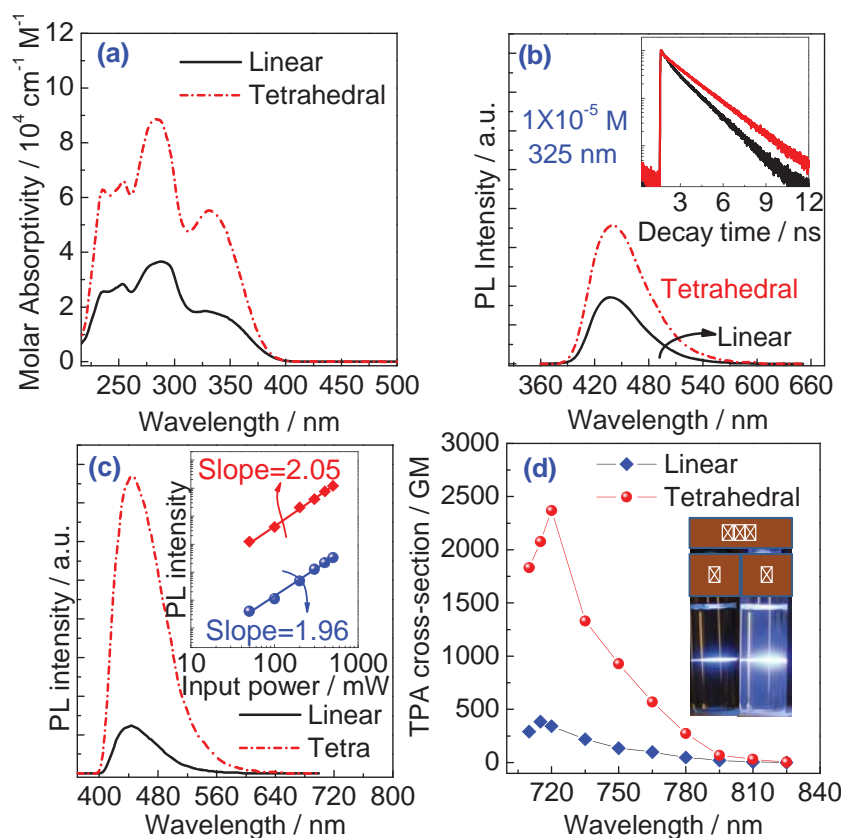 (a)
Linear
Tetrahedral
12
10
8
6
4
2
0
Molar Absorptivity / 10⁴ cm⁻¹ M⁻¹
250 300 350 400 450 500
Wavelength / nm
(b)
1X10⁻⁵ M
325 nm
3 6 9 12
Decay time / ns
PL Intensity / a.u.
Tetrahedral
Linear
360 420 480 540 600 660
Wavelength / nm
(c)
Slope=2.05
PL intensity
Slope=1.96
10 100 1000
Input power / mW
PL intensity / a.u.
Linear
Tetra
400 480 560 640 720 800
Wavelength / nm
(d)
Linear
Tetrahedral
3000
2500
2000
1500
1000
500
0
TPA cross-section / GM
720 750 780 810 840
Wavelength / nm